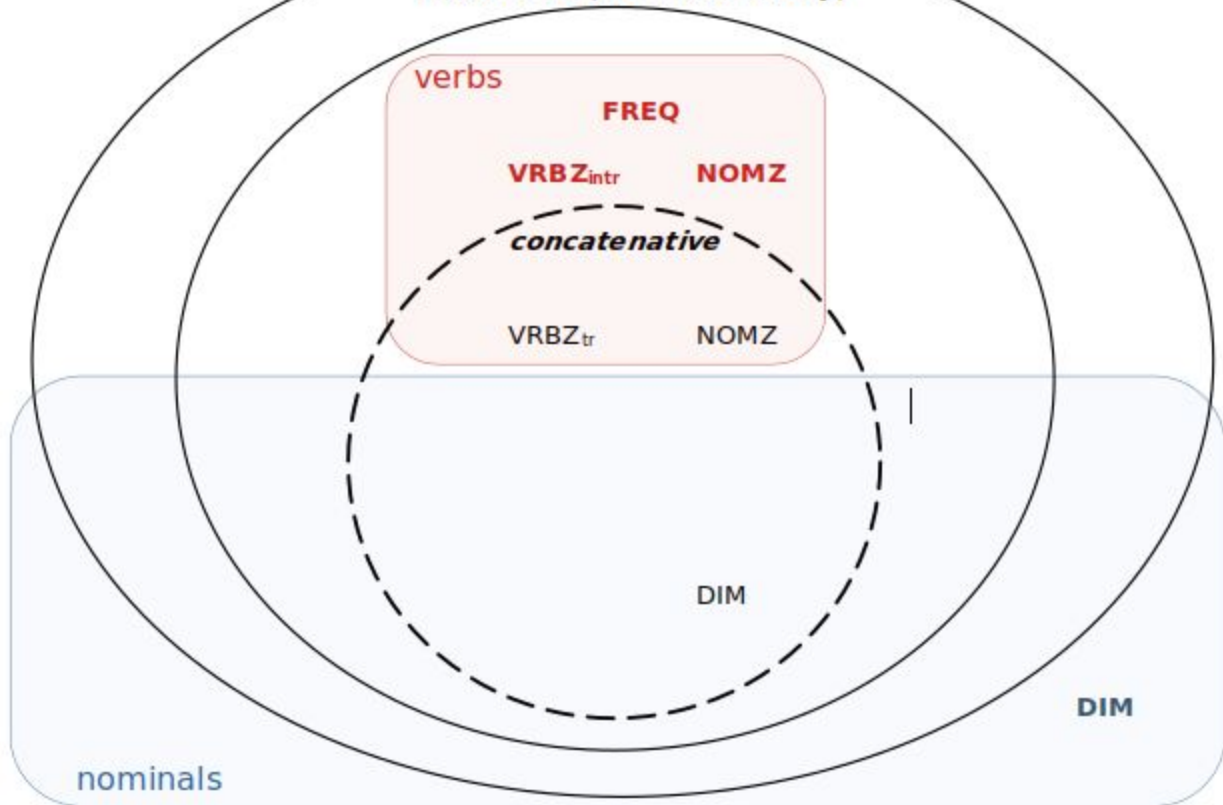 verbs
FREQ
VRBZintr NOMZ
concatenative
VRBZtr NOMZ
DIM
DIM
nominals